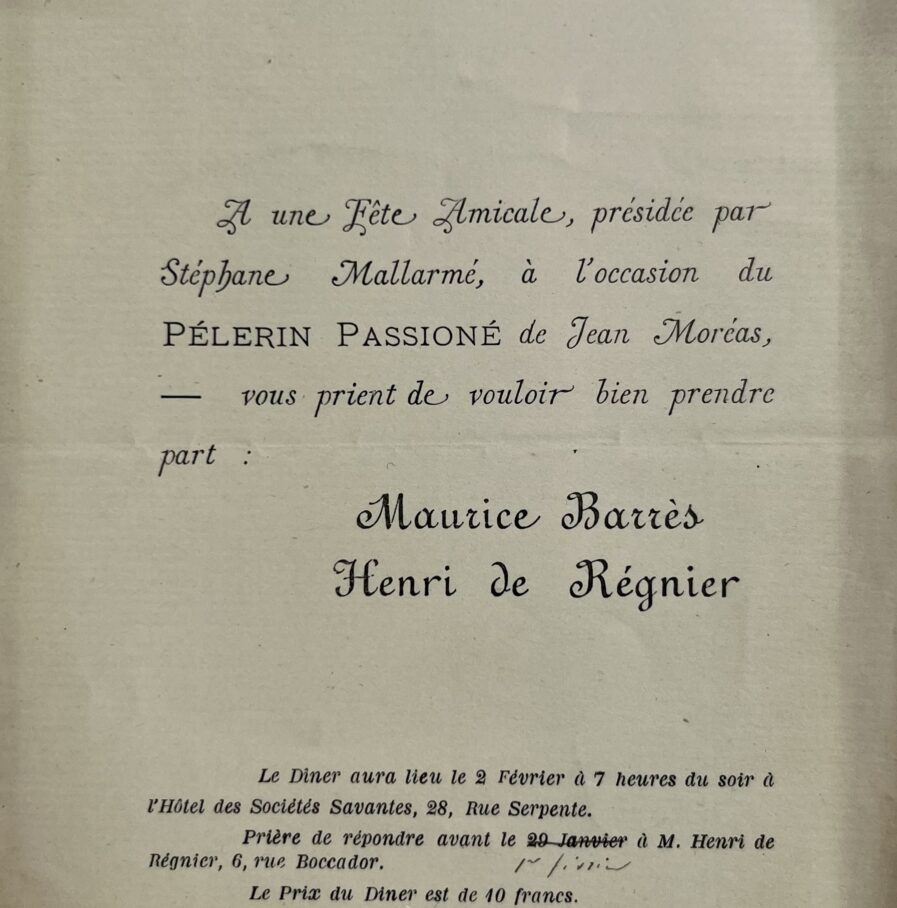 A une Fête Amicale, présidée par
Stéphane Mallarmé, à l'occasion du
PÉLERIN PASSIONÉ de Jean Moréas,
— vous prient de vouloir bien prendre
part :
Maurice Barrès
Henri de Régnier
Le Dîner aura lieu le 2 Février à 7 heures du soir à
l'Hôtel des Sociétés Savantes, 28, Rue Serpente.
Prière de répondre avant le 29 Janvier à M. Henri de
Régnier, 6, rue Boccador.
1er février
Le Prix du Dîner est de 10 francs.